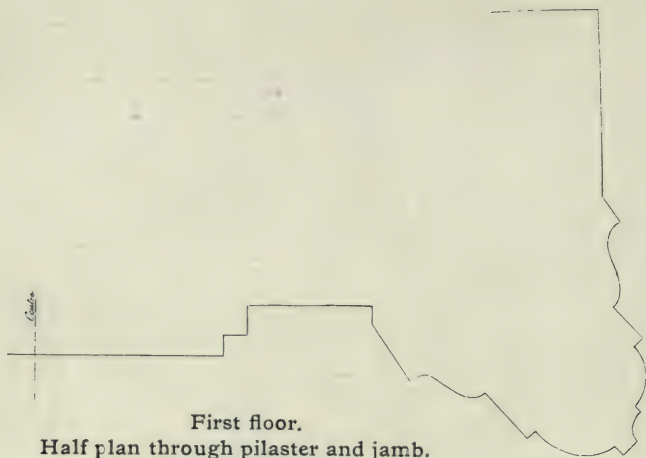 Centre
First floor.
Half plan through pilaster and jamb.